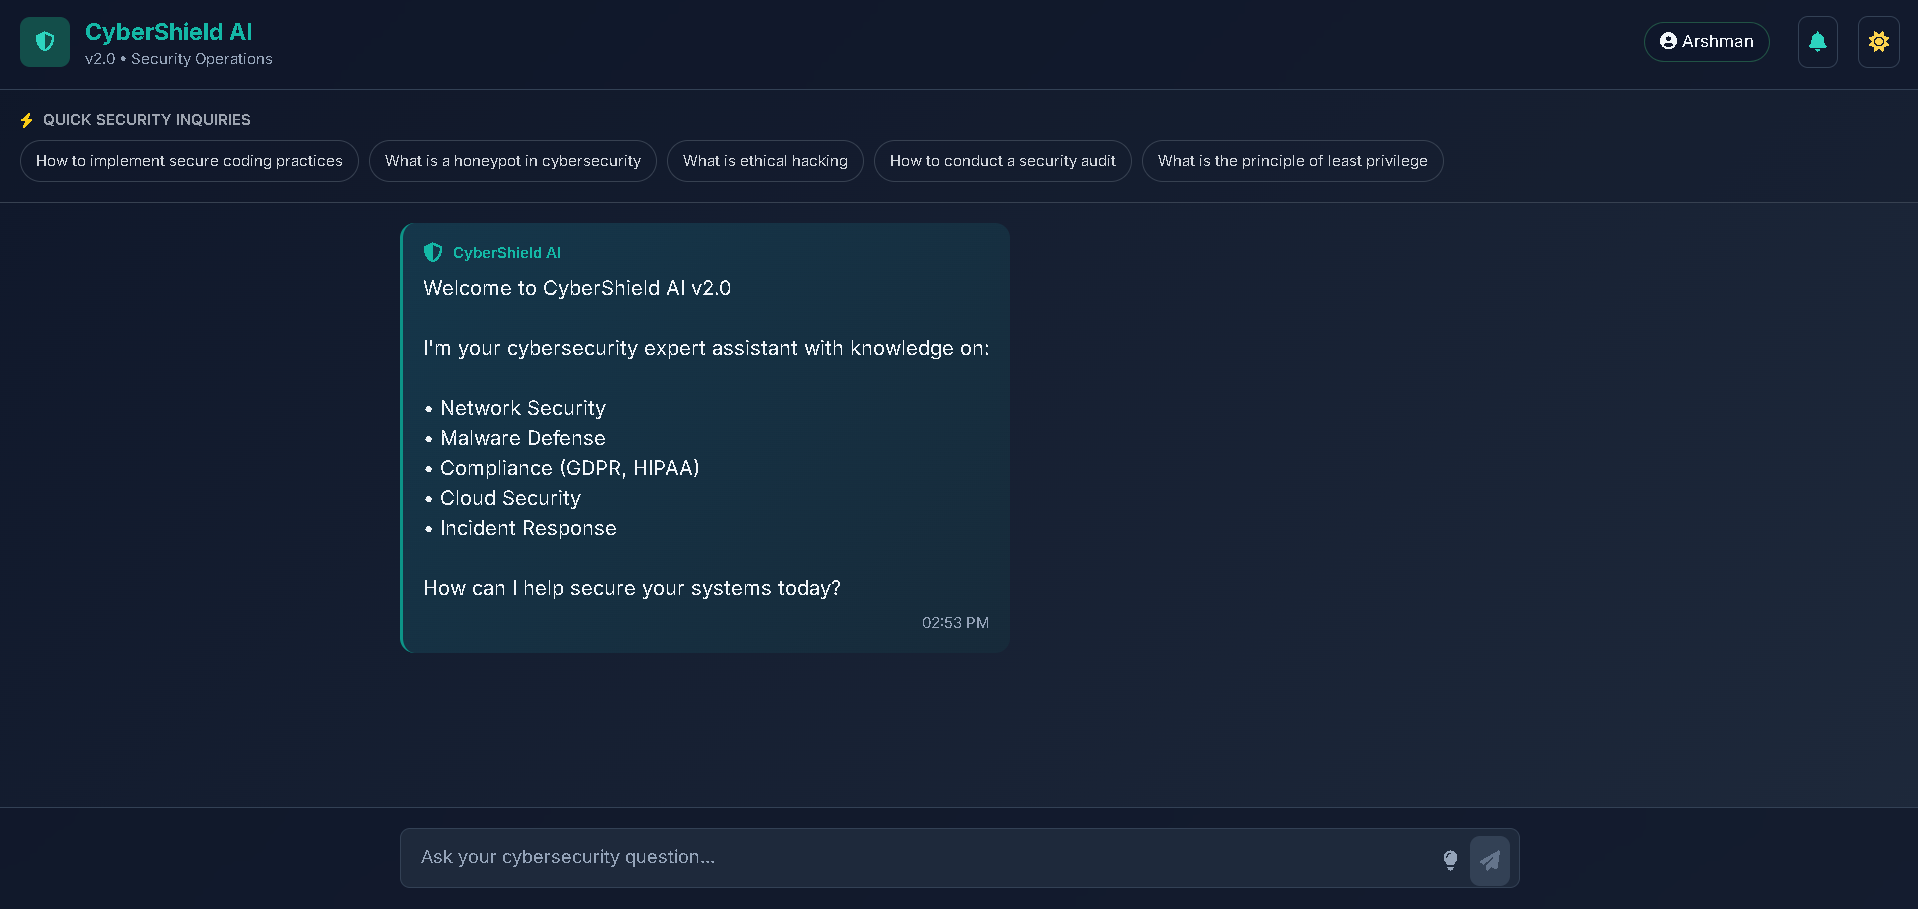 CyberShield AI
v2.0 • Security Operations
Arshman
QUICK SECURITY INQUIRIES
How to implement secure coding practices
What is a honeypot in cybersecurity
What is ethical hacking
How to conduct a security audit
What is the principle of least privilege
CyberShield AI
Welcome to CyberShield AI v2.0
I'm your cybersecurity expert assistant with knowledge on:
• Network Security
• Malware Defense
• Compliance (GDPR, HIPAA)
• Cloud Security
• Incident Response
How can I help secure your systems today?
02:53 PM
Ask your cybersecurity question...